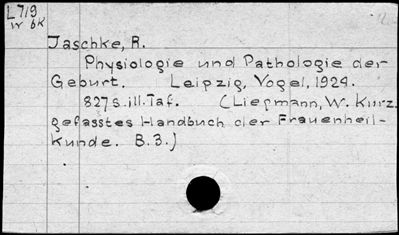 L 719
w bk
Jaschke, R.
Physiologie und Pathologie der
Geburt. Leipzig, Vogel, 1924.
827 s. ill. Taf. (Liepmann, W. Kurz
gefasstes Handbuch der Frauenheil-
kunde. B. 3.)